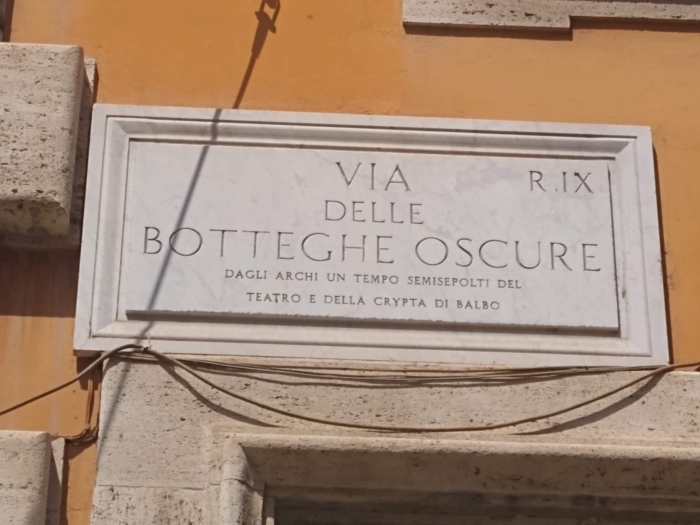 VIA
R.IX
DELLE
BOTTEGHE OSCURE
DAGLI ARCHI UN TEMPO SEMISEPOLTI DEL
TEATRO E DELLA CRYPTA DI BALBO